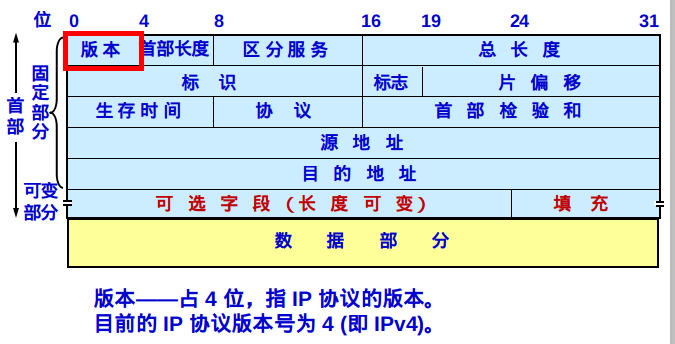 位 0 4 8 16 19 24 31
版本 首部长度 区分服务 总长度
标识 标志 片偏移
生存时间 协议 首部检验和
源地址
目的地址
可选字段（长度可变） 填充
数据部分
首部
固定部分
可变部分
版本——占 4 位，指 IP 协议的版本。
目前的 IP 协议版本号为 4 (即 IPv4)。